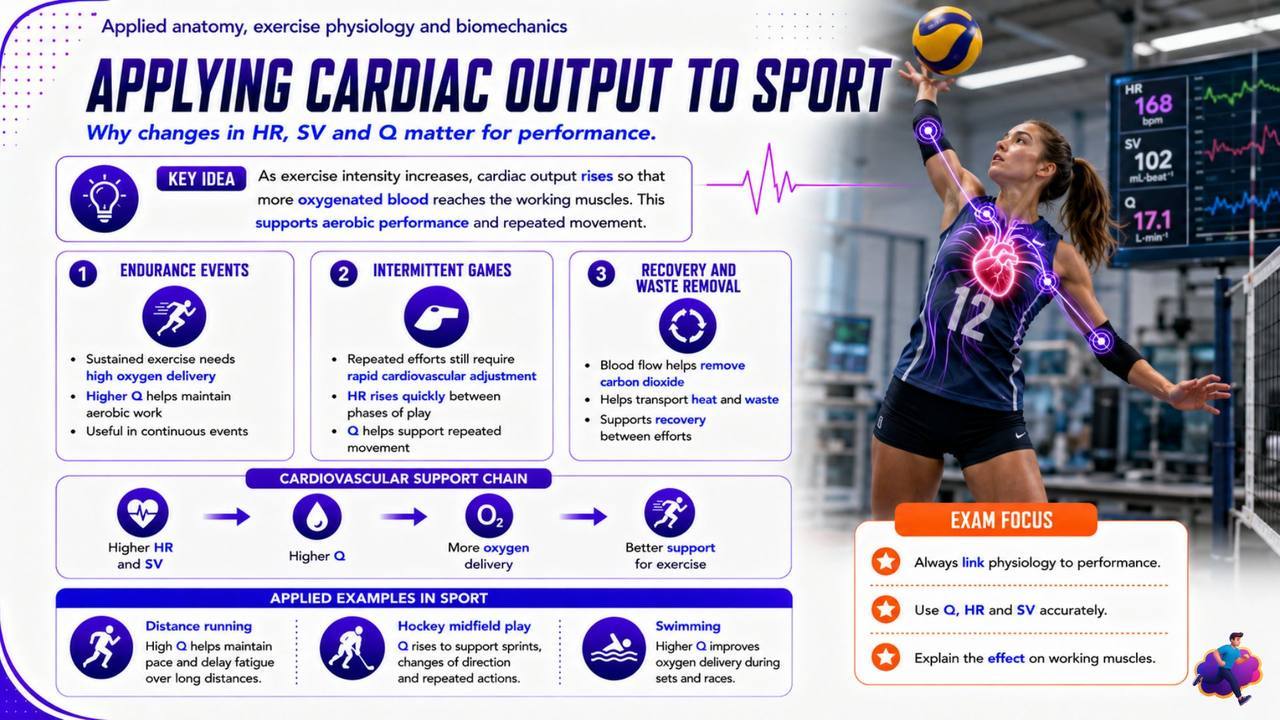 Applied anatomy, exercise physiology and biomechanics
APPLYING CARDIAC OUTPUT TO SPORT
Why changes in HR, SV and Q matter for performance.
KEY IDEA
As exercise intensity increases, cardiac output rises so that
more oxygenated blood reaches the working muscles. This
supports aerobic performance and repeated movement.
1 ENDURANCE EVENTS
• Sustained exercise needs
high oxygen delivery
• Higher Q helps maintain
aerobic work
• Useful in continuous events
2 INTERMITTENT GAMES
• Repeated efforts still require
rapid cardiovascular adjustment
• HR rises quickly between
phases of play
• Q helps support repeated
movement
3 RECOVERY AND
WASTE REMOVAL
• Blood flow helps remove
carbon dioxide
• Helps transport heat and waste
• Supports recovery
between efforts
CARDIOVASCULAR SUPPORT CHAIN
Higher HR
and SV
Higher Q
O₂
More oxygen
delivery
Better support
for exercise
APPLIED EXAMPLES IN SPORT
Distance running
High Q helps maintain
pace and delay fatigue
over long distances.
Hockey midfield play
Q rises to support sprints,
changes of direction
and repeated actions.
Swimming
Higher Q improves
oxygen delivery during
sets and races.
HR
168
bpm
SV
102
mL·beat⁻¹
Q
17.1
L·min⁻¹
12
EXAM FOCUS
Always link physiology to performance.
Use Q, HR and SV accurately.
Explain the effect on working muscles.